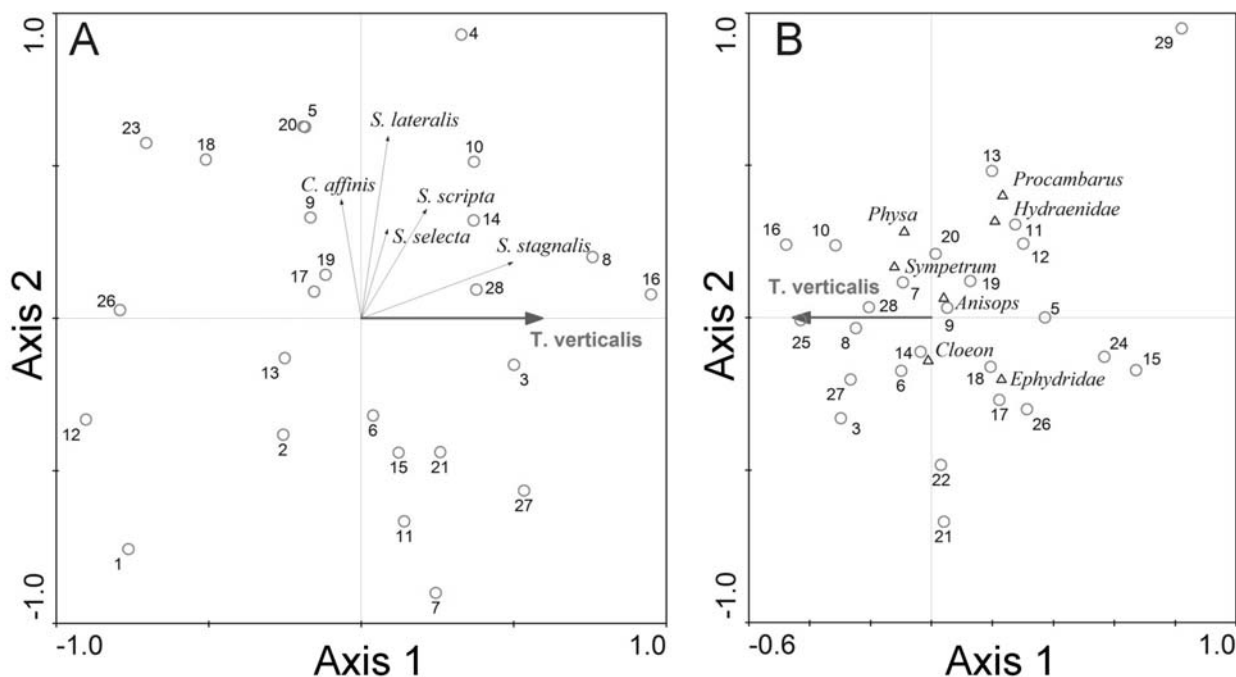 A
1.0
4
5
20
23
18
S. lateralis
10
C. affinis
9
S. scripta
14
S. selecta
S. stagnalis
8
19
17
28
16
26
T. verticalis
13
3
12
2
6
15
21
27
11
1
7
Axis 2
-1.0
-1.0
Axis 1
1.0
B
1.0
29
13
Procambarus
Physa
Hydraenidae
11
16
10
20
12
Sympetrum
7
19
Anisops
T. verticalis
28
9
5
25
8
14
Cloeon
24
15
6
18
Ephydridae
27
17
26
3
22
21
Axis 2
-1.0
-0.6
Axis 1
1.0